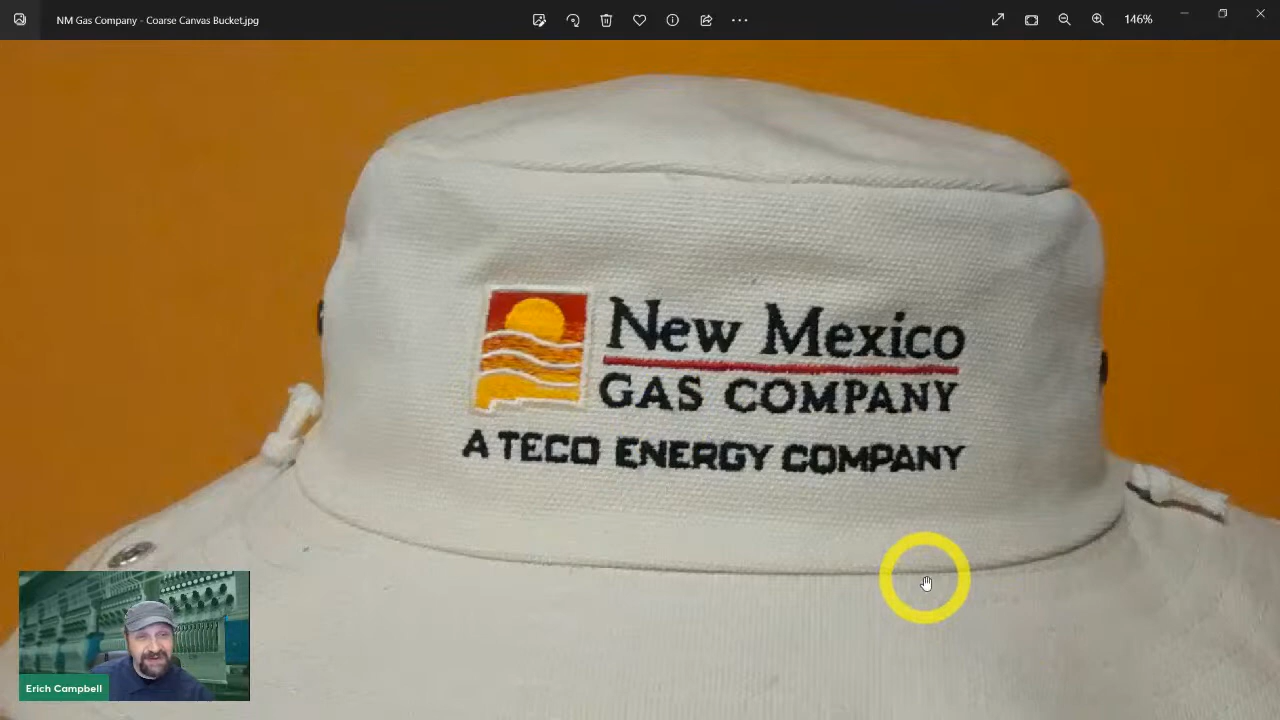 NM Gas Company - Coarse Canvas Bucket.jpg
146%
New Mexico
GAS COMPANY
A TECO ENERGY COMPANY
Erich Campbell